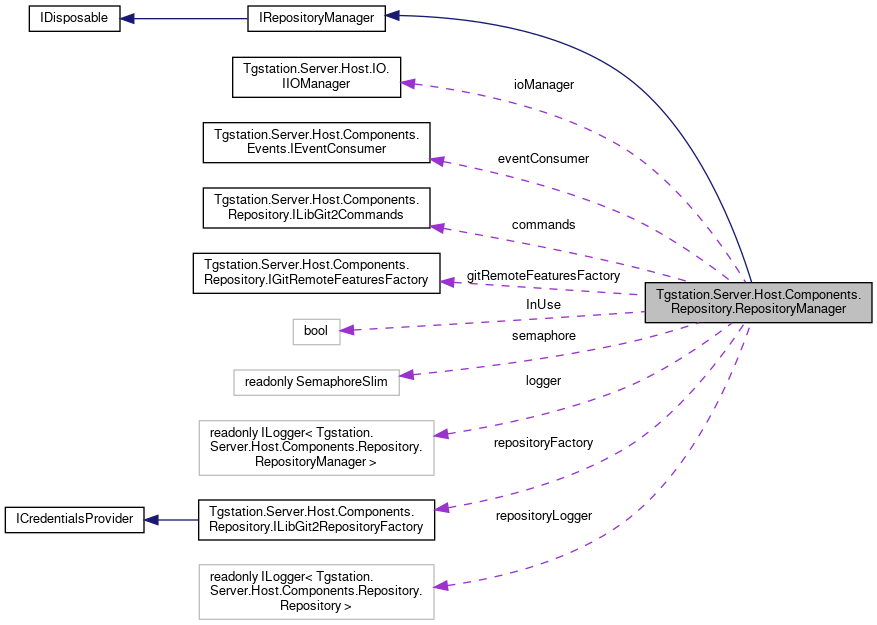 IDisposable
IRepositoryManager
Tgstation.Server.Host.IO.
IIOManager
ioManager
Tgstation.Server.Host.Components.
Events.IEventConsumer
eventConsumer
Tgstation.Server.Host.Components.
Repository.ILibGit2Commands
commands
Tgstation.Server.Host.Components.
Repository.IGitRemoteFeaturesFactory
gitRemoteFeaturesFactory
Tgstation.Server.Host.Components.
Repository.RepositoryManager
InUse
bool
semaphore
readonly SemaphoreSlim
logger
readonly ILogger< Tgstation.
Server.Host.Components.Repository.
RepositoryManager >
repositoryFactory
ICredentialsProvider
Tgstation.Server.Host.Components.
Repository.ILibGit2RepositoryFactory
repositoryLogger
readonly ILogger< Tgstation.
Server.Host.Components.Repository.
Repository >